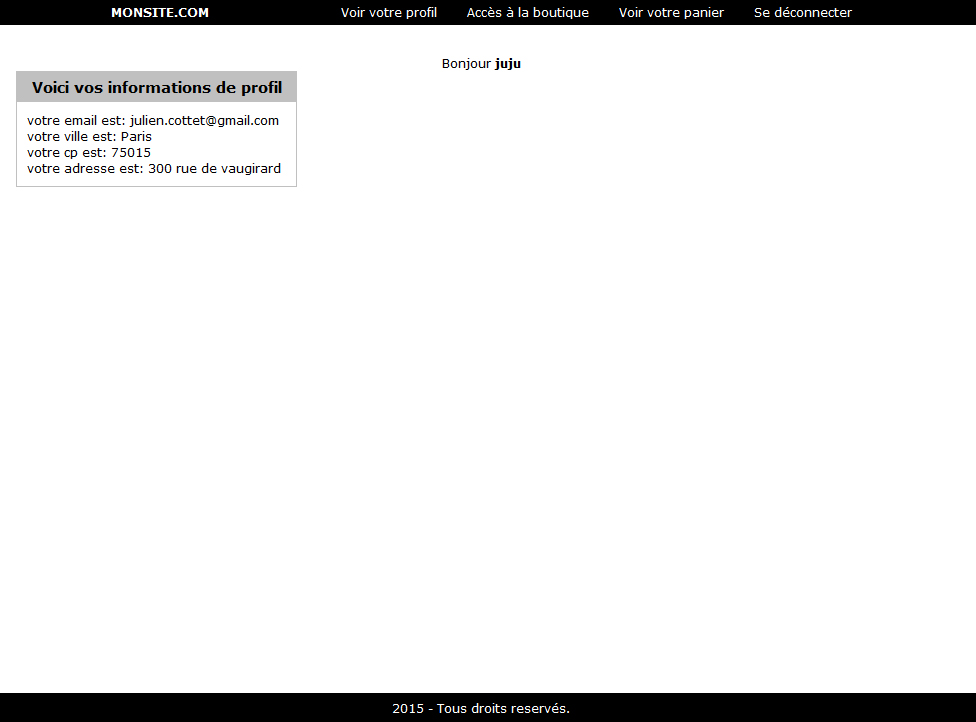 MONSITE.COM Voir votre profil Accès à la boutique Voir votre panier Se déconnecter
Bonjour juju
Voici vos informations de profil
votre email est: julien.cottet@gmail.com
votre ville est: Paris
votre cp est: 75015
votre adresse est: 300 rue de vaugirard
2015 - Tous droits reservés.